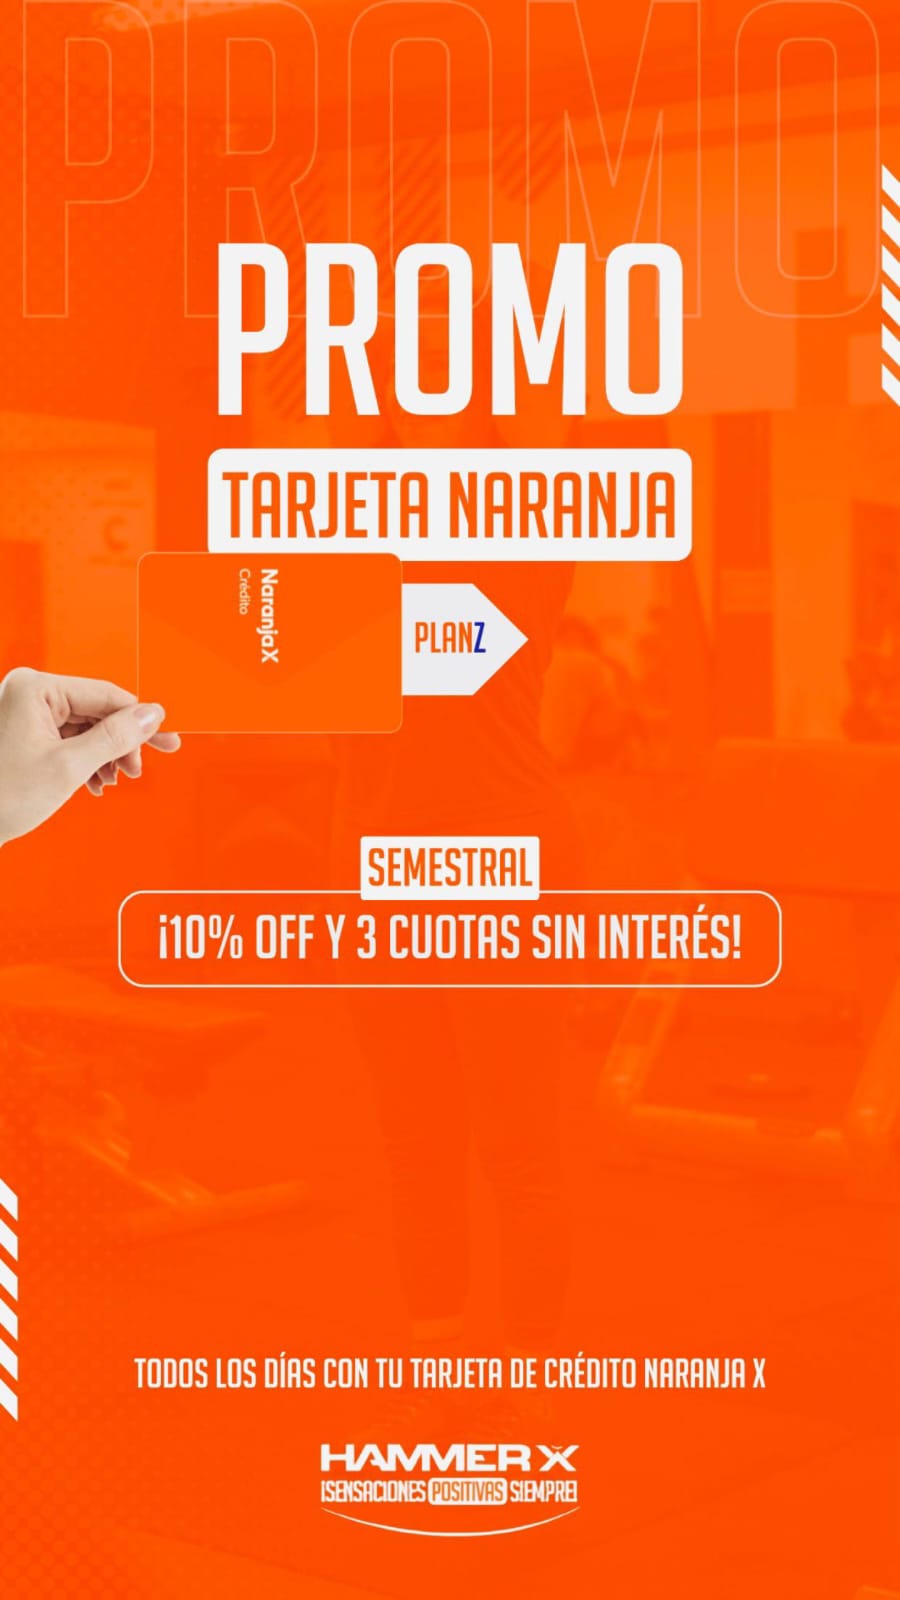 PROMO
PROMO
TARJETA NARANJA
NaranjaX
Crédito
PLANZ
SEMESTRAL
¡10% OFF Y 3 CUOTAS SIN INTERÉS!
TODOS LOS DÍAS CON TU TARJETA DE CRÉDITO NARANJA X
HAMMER X
¡SENSACIONES POSITIVAS SIEMPRE!